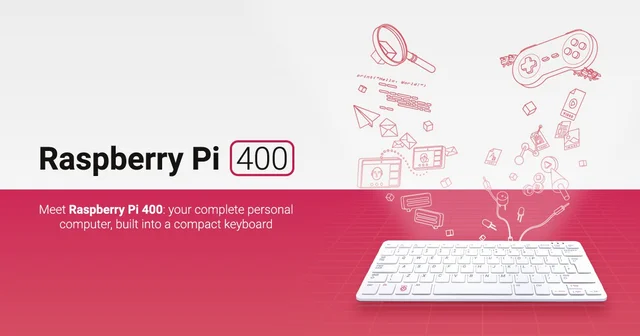 Raspberry Pi 400
Meet Raspberry Pi 400: your complete personal
computer, built into a compact keyboard